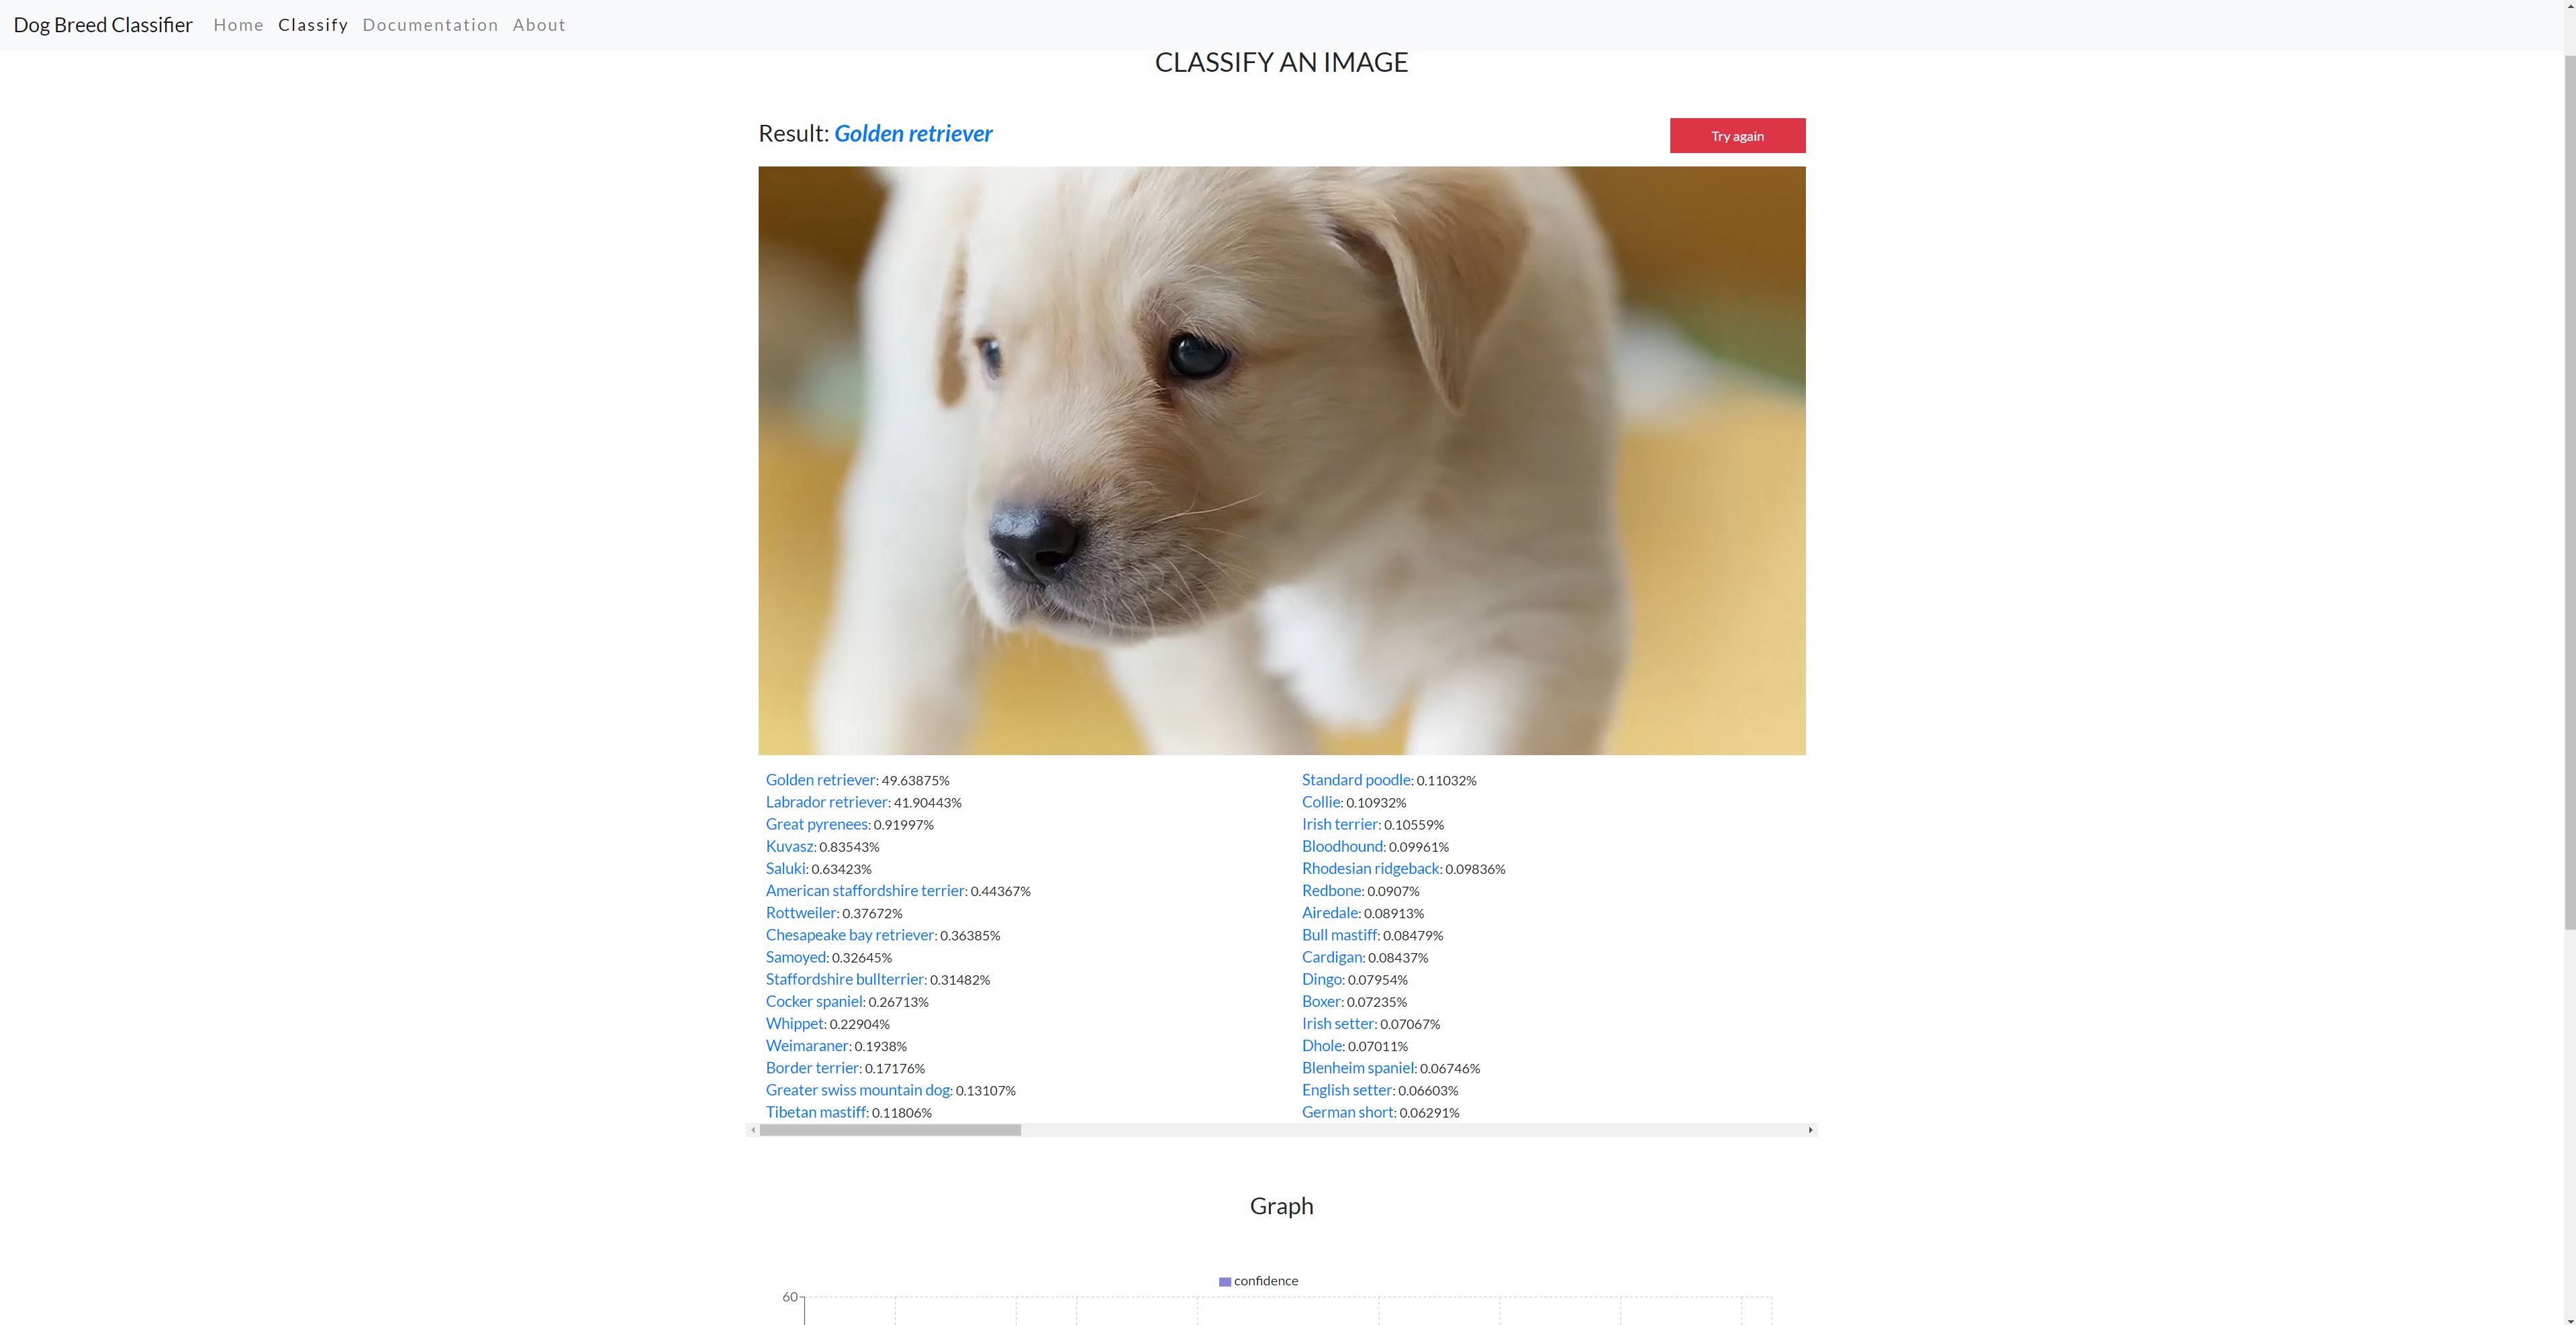 Dog Breed Classifier Home Classify Documentation About
CLASSIFY AN IMAGE
Result: Golden retriever
Try again
Golden retriever: 49.63875%
Labrador retriever: 41.90443%
Great pyrenees: 0.91997%
Kuvasz: 0.83543%
Saluki: 0.63423%
American staffordshire terrier: 0.44367%
Rottweiler: 0.37672%
Chesapeake bay retriever: 0.36385%
Samoyed: 0.32645%
Staffordshire bullterrier: 0.31482%
Cocker spaniel: 0.26713%
Whippet: 0.22904%
Weimaraner: 0.1938%
Border terrier: 0.17176%
Greater swiss mountain dog: 0.13107%
Tibetan mastiff: 0.11806%
Standard poodle: 0.11032%
Collie: 0.10932%
Irish terrier: 0.10559%
Bloodhound: 0.09961%
Rhodesian ridgeback: 0.09836%
Redbone: 0.0907%
Airedale: 0.08913%
Bull mastiff: 0.08479%
Cardigan: 0.08437%
Dingo: 0.07954%
Boxer: 0.07235%
Irish setter: 0.07067%
Dhole: 0.07011%
Blenheim spaniel: 0.06746%
English setter: 0.06603%
German short: 0.06291%
Graph
confidence
60